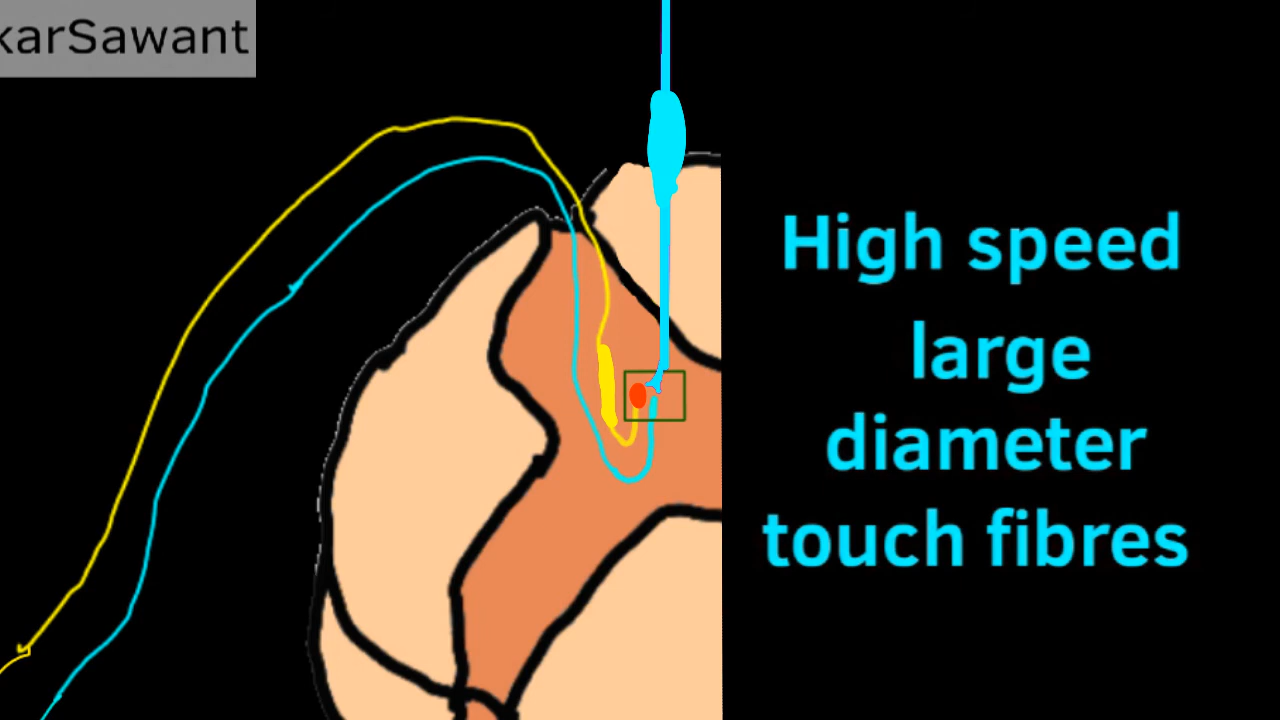 karSawant
High speed
large
diameter
touch fibres